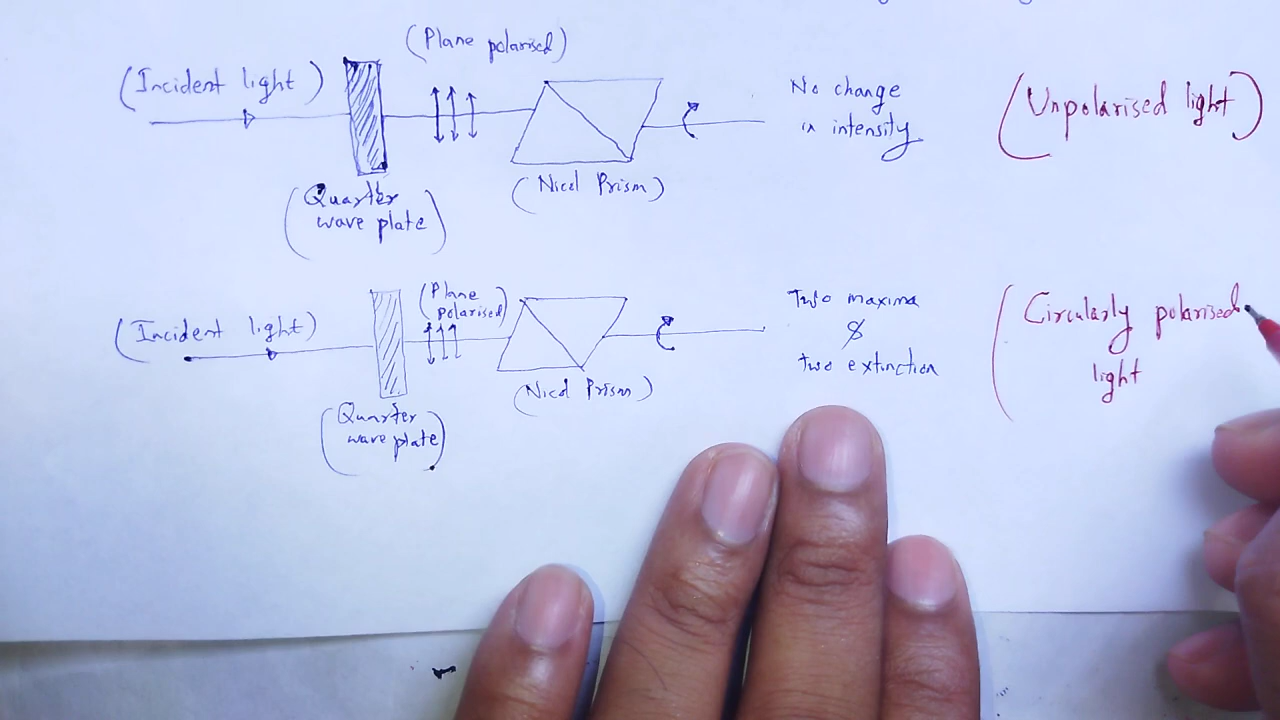 (Plane polarised)
(Incident light)
No change
in intensity
(Unpolarised light)
(Nicol Prism)
(Quarter
wave plate)
(Plane
polarised)
(Incident light)
Two maxima
&
two extinction
(Circularly polarised
light
(Nicol Prism)
(Quarter
wave plate)